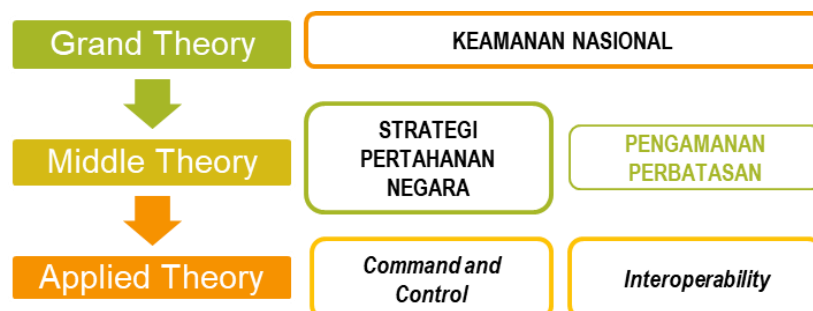 Grand Theory
KEAMANAN NASIONAL
Middle Theory
STRATEGI
PERTAHANAN
NEGARA
PENGAMANAN
PERBATASAN
Applied Theory
Command and
Control
Interoperability